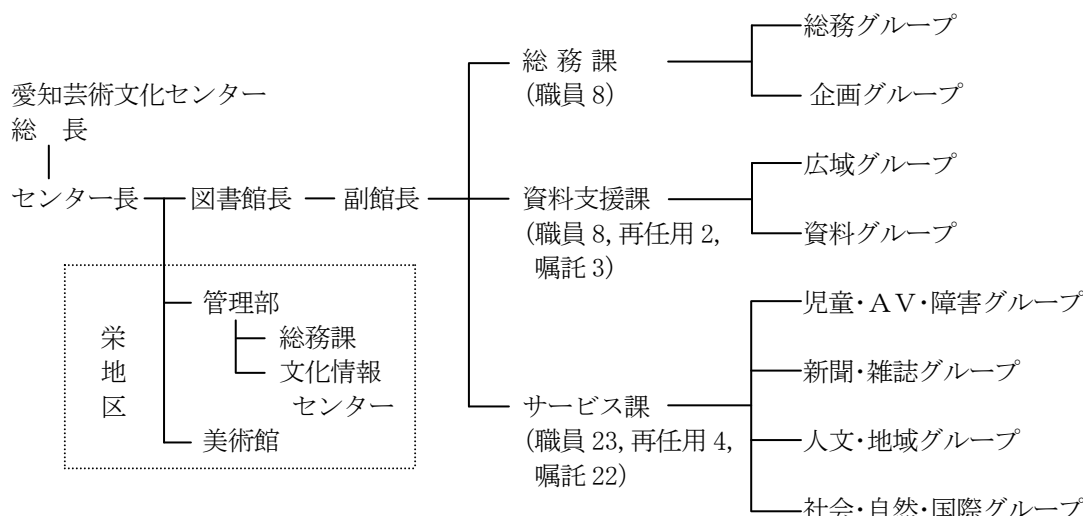 愛知芸術文化センター
総　長
センター長
図書館長
副館長
総 務 課
(職員 8)
総務グループ
企画グループ
資料支援課
(職員 8, 再任用 2,
嘱託 3)
広域グループ
資料グループ
サービス課
(職員 23, 再任用 4,
嘱託 22)
児童・ＡＶ・障害グループ
新聞・雑誌グループ
人文・地域グループ
社会・自然・国際グループ
栄
地
区
管理部
総務課
文化情報
センター
美術館